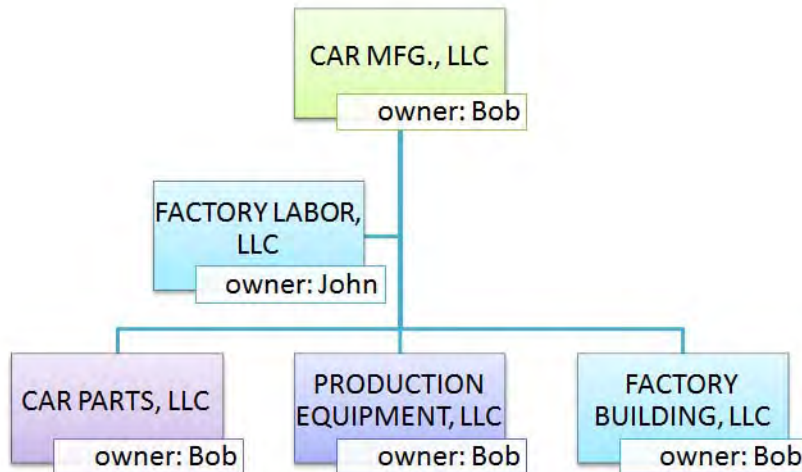 CAR MFG., LLC
owner: Bob
FACTORY LABOR,
LLC
owner: John
CAR PARTS, LLC
owner: Bob
PRODUCTION
EQUIPMENT, LLC
owner: Bob
FACTORY
BUILDING, LLC
owner: Bob